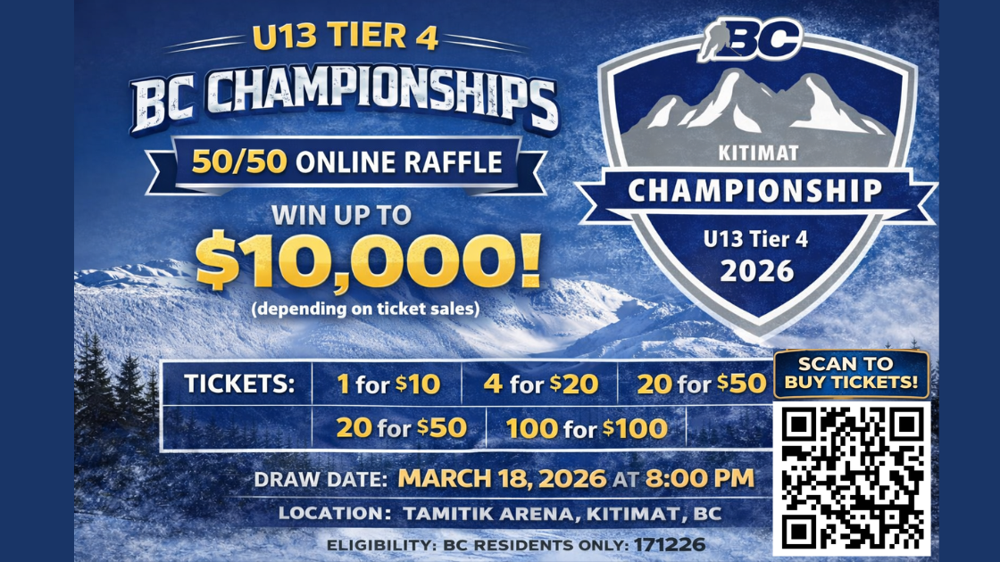 U13 TIER 4
BC CHAMPIONSHIPS
50/50 ONLINE RAFFLE
WIN UP TO
$10,000!
(depending on ticket sales)
BC
KITIMAT
CHAMPIONSHIP
U13 Tier 4
2026
TICKETS: 1 for $10 4 for $20 20 for $50
20 for $50 100 for $100
SCAN TO
BUY TICKETS!
DRAW DATE: MARCH 18, 2026 AT 8:00 PM
LOCATION: TAMITIK ARENA, KITIMAT, BC
ELIGIBILITY: BC RESIDENTS ONLY: 171226